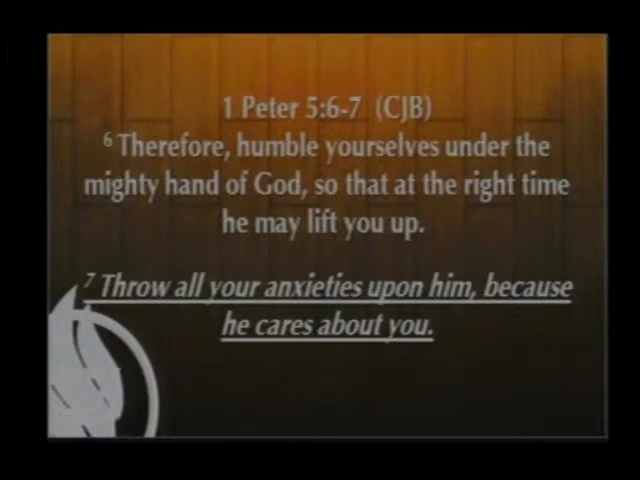 1 Peter 5:6-7 (CJB)
6 Therefore, humble yourselves under the
mighty hand of God, so that at the right time
he may lift you up.
7 Throw all your anxieties upon him, because
he cares about you.